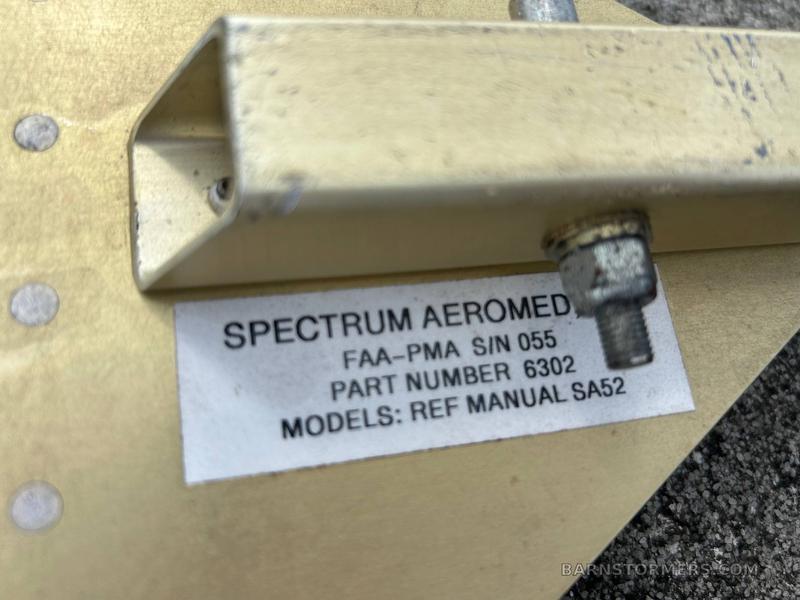 SPECTRUM AEROMED
FAA-PMA S/N 055
PART NUMBER 6302
MODELS: REF MANUAL SA52
BARNSTORMERS.COM